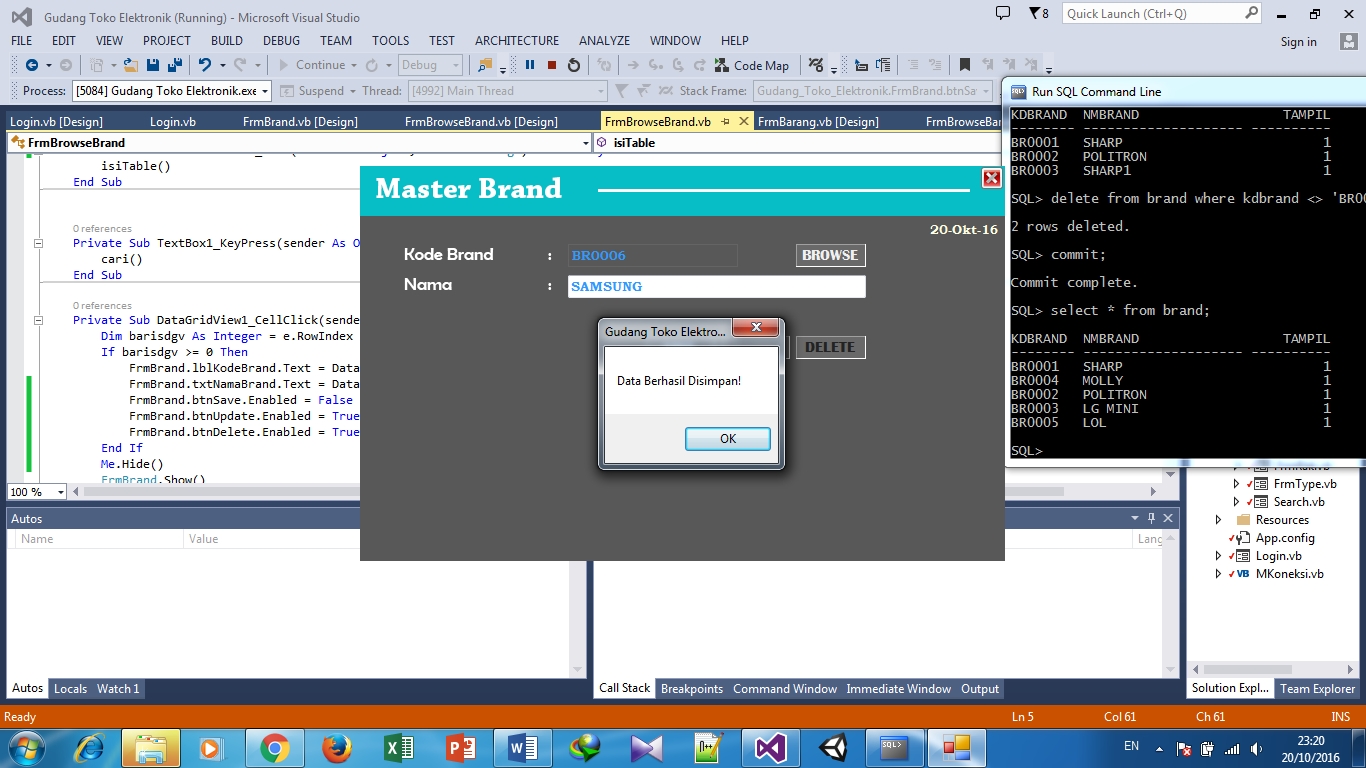 Gudang Toko Elektronik (Running) - Microsoft Visual Studio
8
Quick Launch (Ctrl+Q)
FILE EDIT VIEW PROJECT BUILD DEBUG TEAM TOOLS TEST ARCHITECTURE ANALYZE WINDOW HELP
Sign in
Continue Debug Code Map
Process: [5084] Gudang Toko Elektronik.exe Suspend Thread: [4992] Main Thread Stack Frame: Gudang_Toko_Elektronik.FrmBrand.btnSa
Login.vb [Design] Login.vb FrmBrand.vb [Design] FrmBrowseBrand.vb [Design] FrmBrowseBrand.vb FrmBarang.vb [Design] FrmBrowseBa
FrmBrowseBrand
isiTable
isiTable()
End Sub
0 references
Private Sub TextBox1_KeyPress(sender As O
cari()
End Sub
0 references
Private Sub DataGridView1_CellClick(sende
Dim barisdgv As Integer = e.RowIndex
If barisdgv >= 0 Then
FrmBrand.lblKodeBrand.Text = Data
FrmBrand.txtNamaBrand.Text = Data
FrmBrand.btnSave.Enabled = False
FrmBrand.btnUpdate.Enabled = True
FrmBrand.btnDelete.Enabled = True
End If
Me.Hide()
FrmBrand.Show()
100 %
Master Brand
20-Okt-16
Kode Brand : BR0006 BROWSE
Nama : SAMSUNG
DELETE
Gudang Toko Elektro...
Data Berhasil Disimpan!
OK
Run SQL Command Line
KDBRAND NMBRAND TAMPIL
------- -------------------- ----------
BR0001 SHARP 1
BR0002 POLITRON 1
BR0003 SHARP1 1
SQL> delete from brand where kdbrand <> 'BR00
2 rows deleted.
SQL> commit;
Commit complete.
SQL> select * from brand;
KDBRAND NMBRAND TAMPIL
------- -------------------- ----------
BR0001 SHARP 1
BR0004 MOLLY 1
BR0002 POLITRON 1
BR0003 LG MINI 1
BR0005 LOL 1
SQL>
FrmType.vb
Search.vb
Resources
App.config
Login.vb
MKoneksi.vb
Autos
Name Value
Lang
Autos Locals Watch 1
Call Stack Breakpoints Command Window Immediate Window Output
Solution Expl... Team Explorer
Ready Ln 5 Col 61 Ch 61 INS
EN
23:20
20/10/2016